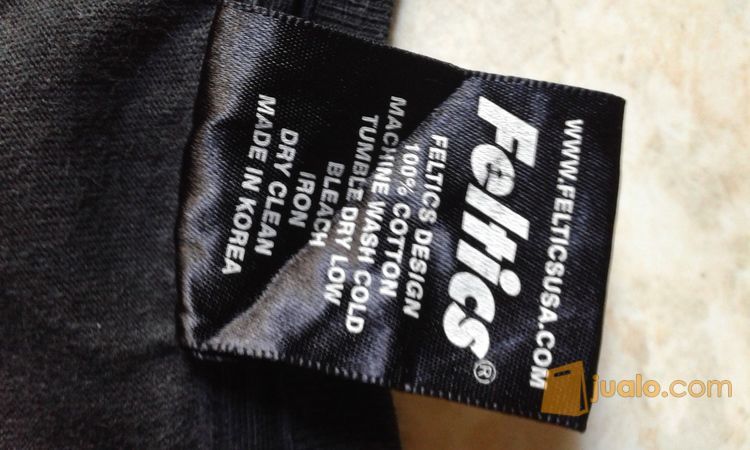 WWW.FELTICSUSA.COM
Feltics®
FELTICS DESIGN
100% COTTON
MACHINE WASH COLD
TUMBLE DRY LOW
BLEACH
IRON
DRY CLEAN
MADE IN KOREA
jualo.com